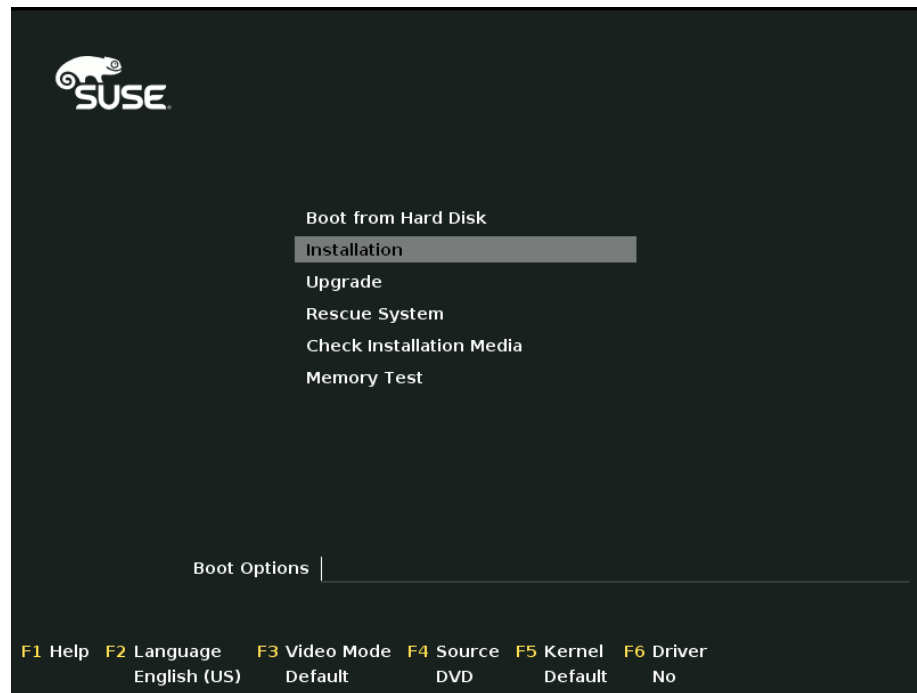 SUSE.
Boot from Hard Disk
Installation
Upgrade
Rescue System
Check Installation Media
Memory Test
Boot Options
F1 Help F2 Language F3 Video Mode F4 Source F5 Kernel F6 Driver
English (US) Default DVD Default No